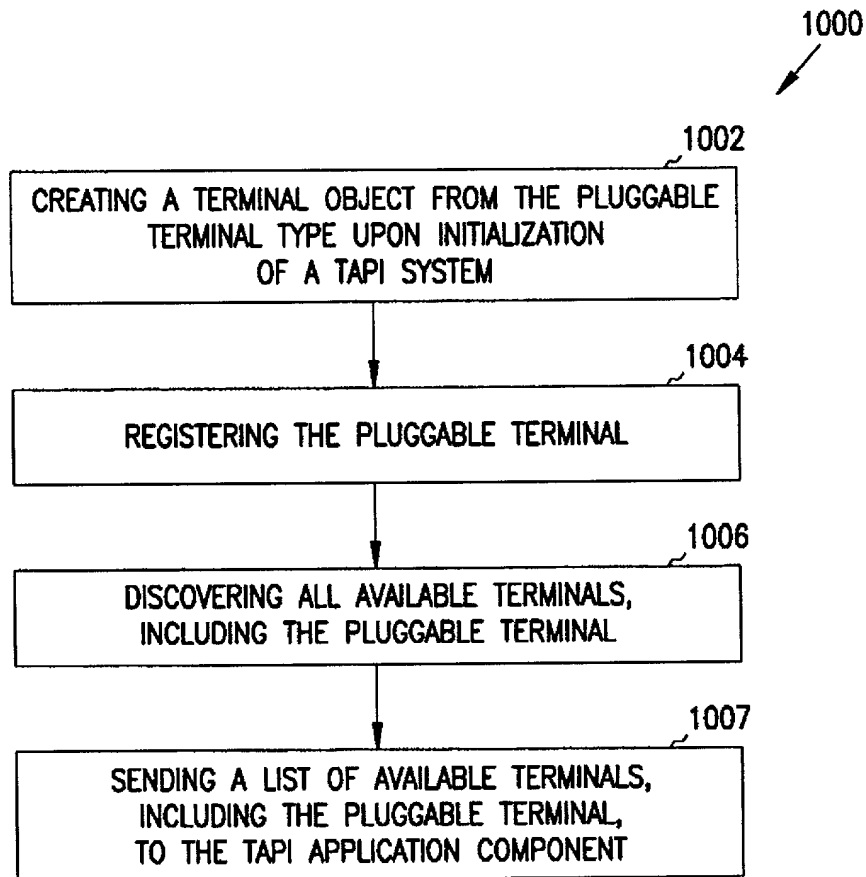 1000
1002
CREATING A TERMINAL OBJECT FROM THE PLUGGABLE
TERMINAL TYPE UPON INITIALIZATION
OF A TAPI SYSTEM
1004
REGISTERING THE PLUGGABLE TERMINAL
1006
DISCOVERING ALL AVAILABLE TERMINALS,
INCLUDING THE PLUGGABLE TERMINAL
1007
SENDING A LIST OF AVAILABLE TERMINALS,
INCLUDING THE PLUGGABLE TERMINAL,
TO THE TAPI APPLICATION COMPONENT